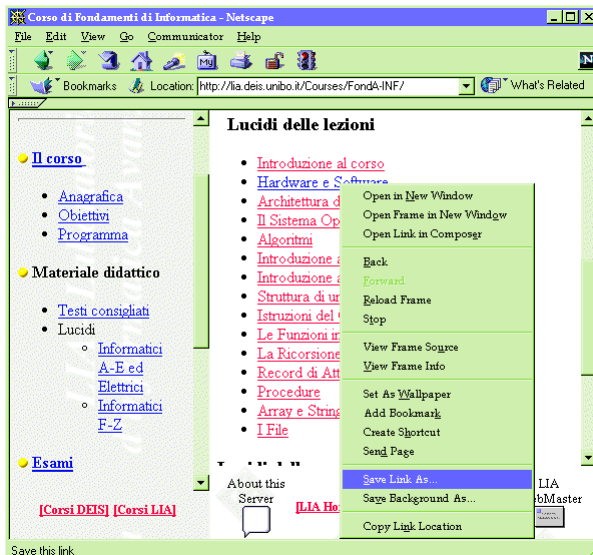 Corso di Fondamenti di Informatica - Netscape
File Edit View Go Communicator Help
My
N
Bookmarks Location: http://lia.deis.unibo.it/Courses/FondA-INF/ What's Related
Il corso
Anagrafica
Obiettivi
Programma
Materiale didattico
Testi consigliati
Lucidi
Informatici
A-E ed
Elettrici
Informatici
F-Z
Esami
[Corsi DEIS] [Corsi LIA]
Lucidi delle lezioni
Introduzione al corso
Hardware e Software
Architettura d
Il Sistema Op
Algoritmi
Introduzione a
Introduzione a
Struttura di un
Istruzioni del
Le Funzioni in
La Ricorsione
Record di Att
Procedure
Array e String
I File
Open in New Window
Open Frame in New Window
Open Link in Composer
Back
Forward
Reload Frame
Stop
View Frame Source
View Frame Info
Set As Wallpaper
Add Bookmark
Create Shortcut
Send Page
Save Link As...
Save Background As...
Copy Link Location
About this
Server
[LIA Ho
LIA
bMaster
Save this link